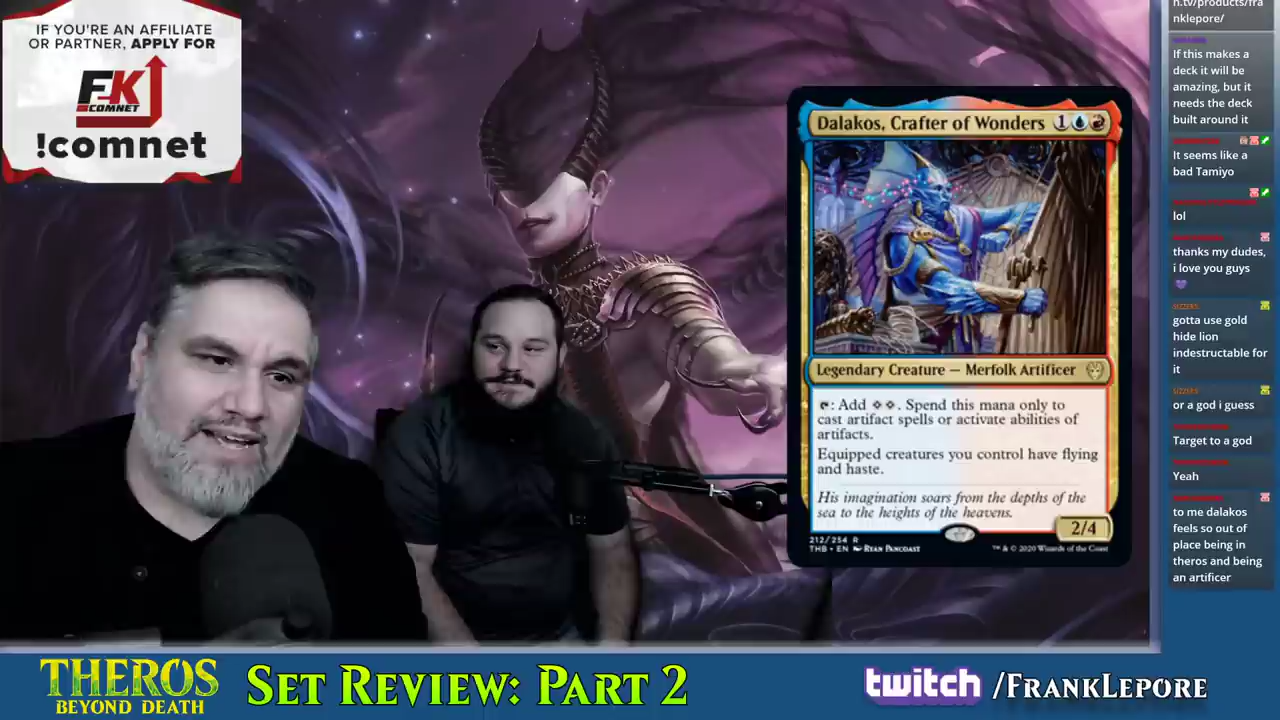 IF YOU'RE AN AFFILIATE
OR PARTNER, APPLY FOR
F2K
COMNET
!comnet
Dalakos, Crafter of Wonders 1
Legendary Creature — Merfolk Artificer
: Add . Spend this mana only to
cast artifact spells or activate abilities of
artifacts.
Equipped creatures you control have flying
and haste.
His imagination soars from the depths of the
sea to the heights of the heavens.
2/4
212/254 R
THB • EN Ryan Pancoast
™ & © 2020 Wizards of the Coast
n.tv/products/fra
nklepore/
If this makes a
deck it will be
amazing, but it
needs the deck
built around it
It seems like a
bad Tamiyo
lol
thanks my dudes,
i love you guys
gotta use gold
hide lion
indestructable for
it
or a god i guess
Target to a god
Yeah
to me dalakos
feels so out of
place being in
theros and being
an artificer
THEROS
BEYOND DEATH
Set Review: Part 2
twitch /FrankLepore